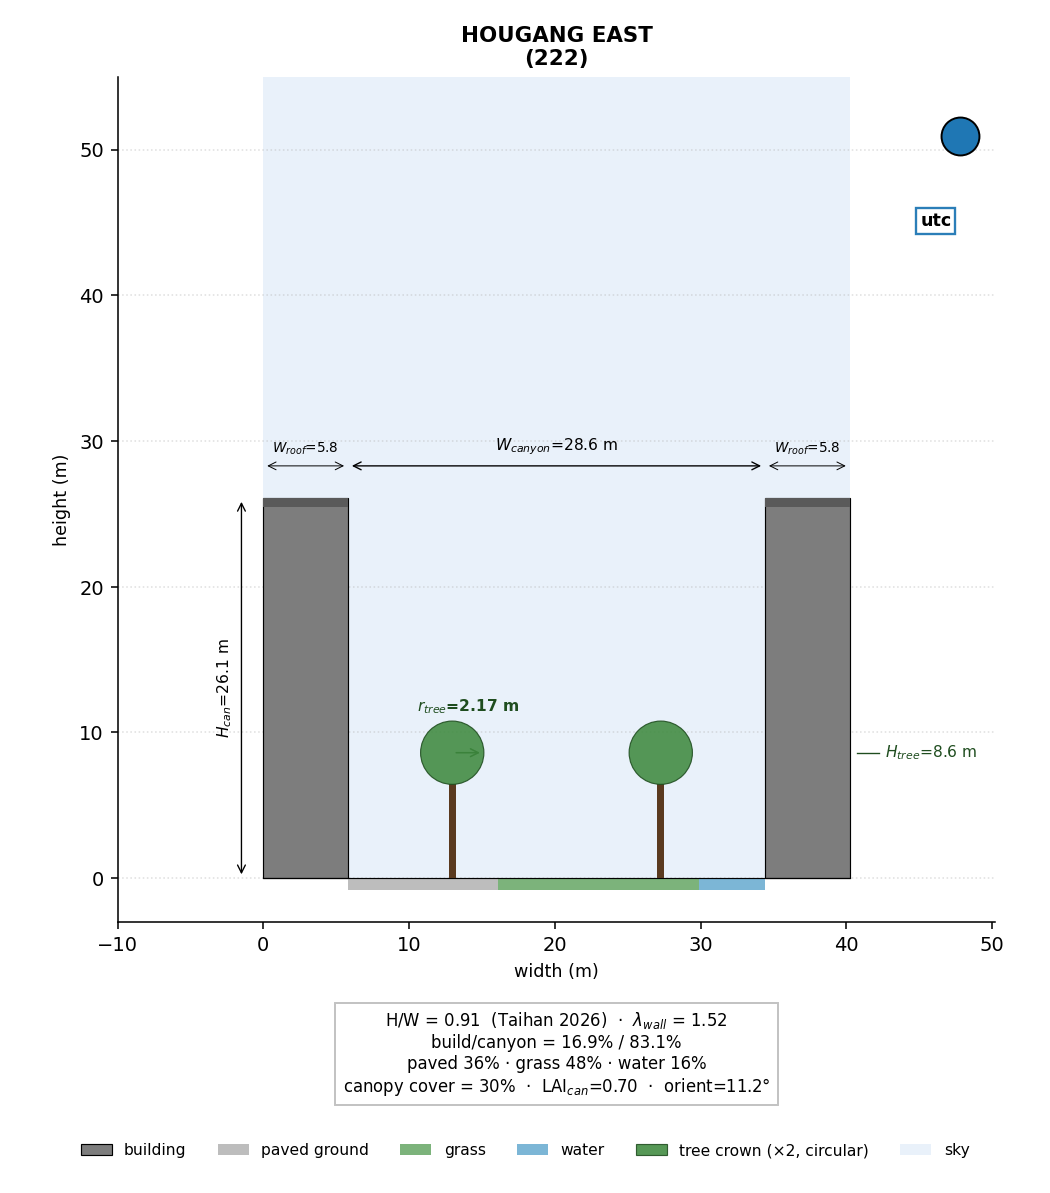 HOUGANG EAST
(222)
50
utc
40
W_roof=5.8
W_canyon=28.6 m
W_roof=5.8
30
height (m)
20
H_can=26.1 m
r_tree=2.17 m
10
H_tree=8.6 m
0
−10 0 10 20 30 40 50
width (m)
H/W = 0.91 (Taihan 2026) · λ_wall = 1.52
build/canyon = 16.9% / 83.1%
paved 36% · grass 48% · water 16%
canopy cover = 30% · LAI_can=0.70 · orient=11.2°
building paved ground grass water tree crown (×2, circular) sky